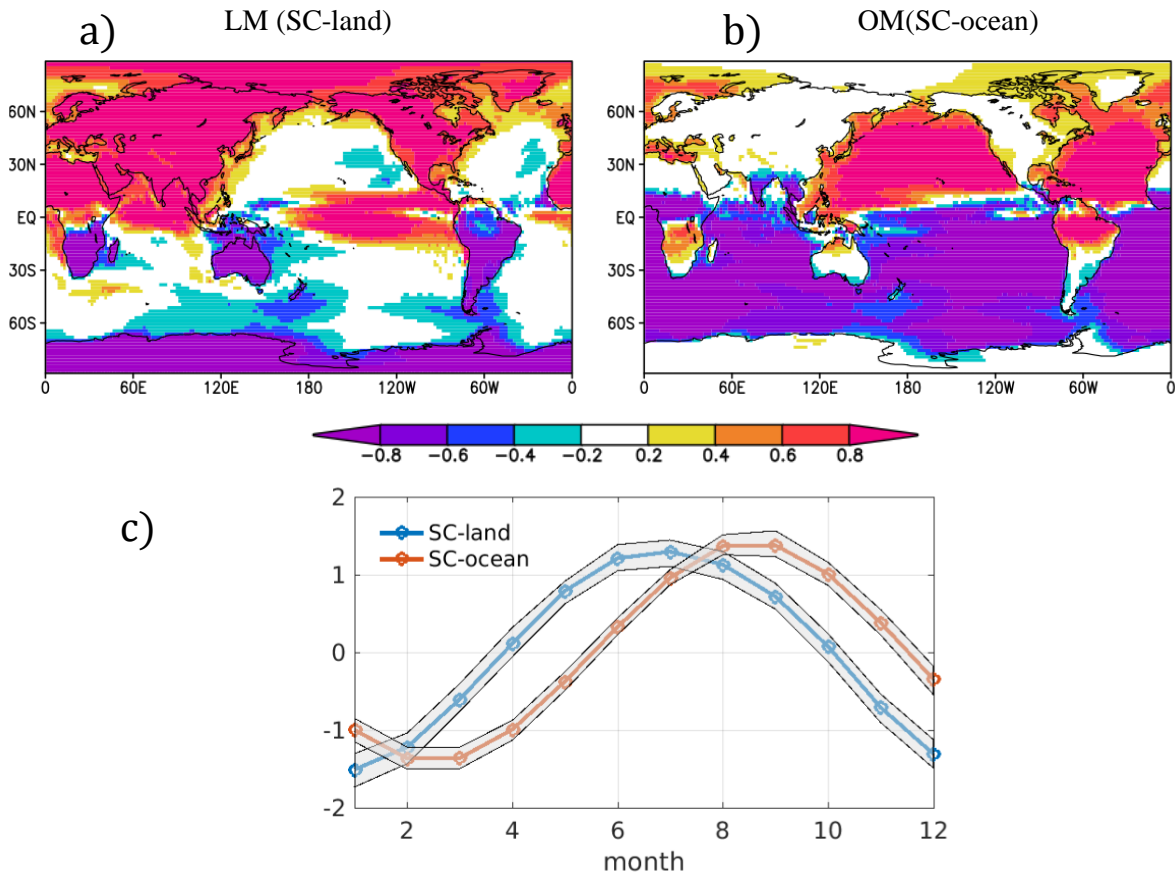 a) LM (SC-land)
b) OM(SC-ocean)
60N
30N
EQ
30S
60S
0 60E 120E 180 120W 60W 0
60N
30N
EQ
30S
60S
0 60E 120E 180 120W 60W 0
−0.8 −0.6 −0.4 −0.2 0.2 0.4 0.6 0.8
c)
SC-land
SC-ocean
2
1
0
-1
-2
2 4 6 8 10 12
month